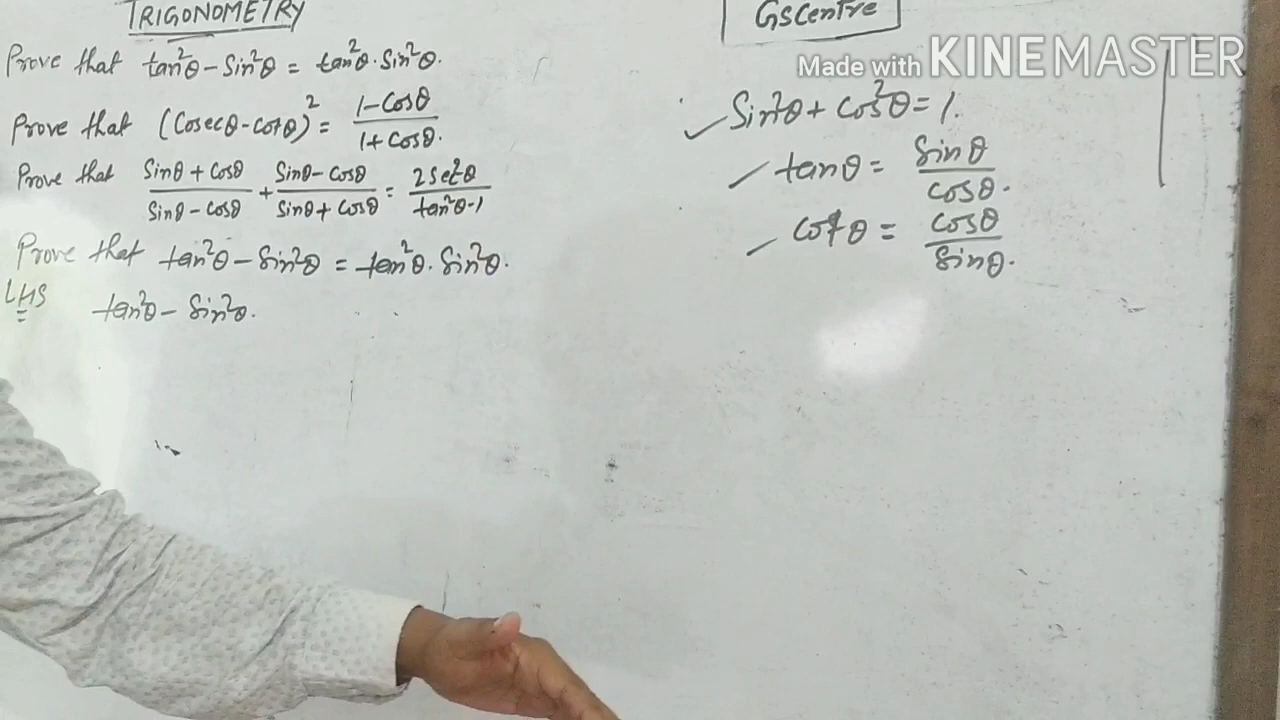 TRIGONOMETRY
Prove that tan²θ – Sin²θ = tan²θ·Sin²θ.
Prove that (Cosecθ-cotθ)² = 1-Cosθ / 1+Cosθ.
Prove that Sinθ+Cosθ / Sinθ-Cosθ + Sinθ-Cosθ / Sinθ+Cosθ = 2Sec²θ / tan²θ-1
Prove that tan²θ – Sin²θ = tan²θ. Sin²θ.
LHS tan²θ – Sin²θ.
GSCentre
Made with KINEMASTER
Sin²θ + Cos²θ = 1.
tanθ = Sinθ / Cosθ.
Cotθ = Cosθ / Sinθ.